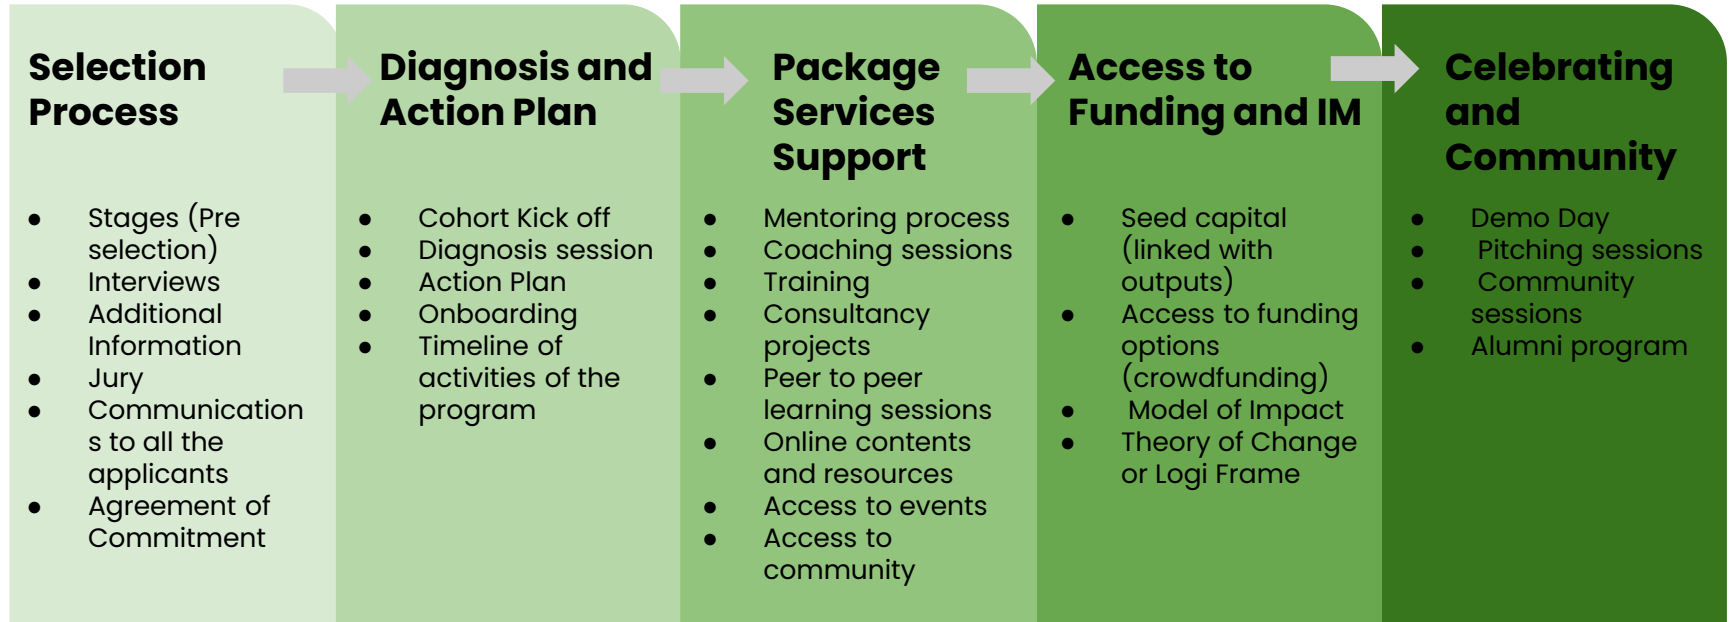 Selection
Process
● Stages (Pre
selection)
● Interviews
● Additional
Information
● Jury
● Communication
s to all the
applicants
● Agreement of
Commitment
Diagnosis and
Action Plan
● Cohort Kick off
● Diagnosis session
● Action Plan
● Onboarding
● Timeline of
activities of the
program
Package
Services
Support
● Mentoring process
● Coaching sessions
● Training
● Consultancy
projects
● Peer to peer
learning sessions
● Online contents
and resources
● Access to events
● Access to
community
Access to
Funding and IM
● Seed capital
(linked with
outputs)
● Access to funding
options
(crowdfunding)
● Model of Impact
● Theory of Change
or Logi Frame
Celebrating
and
Community
● Demo Day
● Pitching sessions
● Community
sessions
● Alumni program